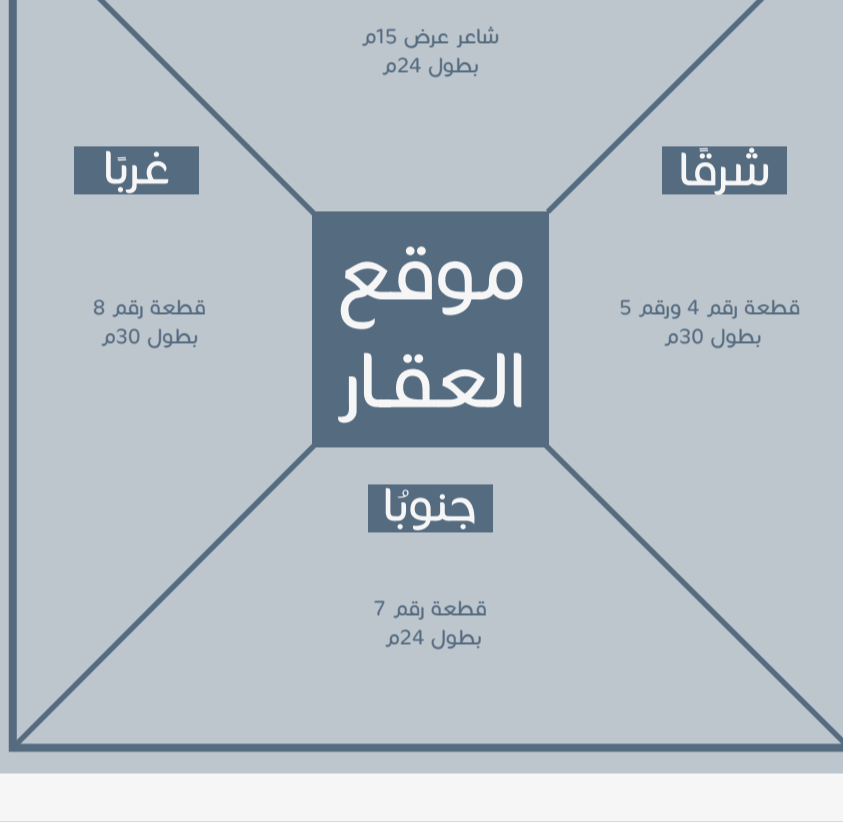 شاعر عرض 15م
بطول 24م
شرقًا
غربًا
موقع
العقار
قطعة رقم 4 ورقم 5
بطول 30م
قطعة رقم 8
بطول 30م
جنوبًا
قطعة رقم 7
بطول 24م